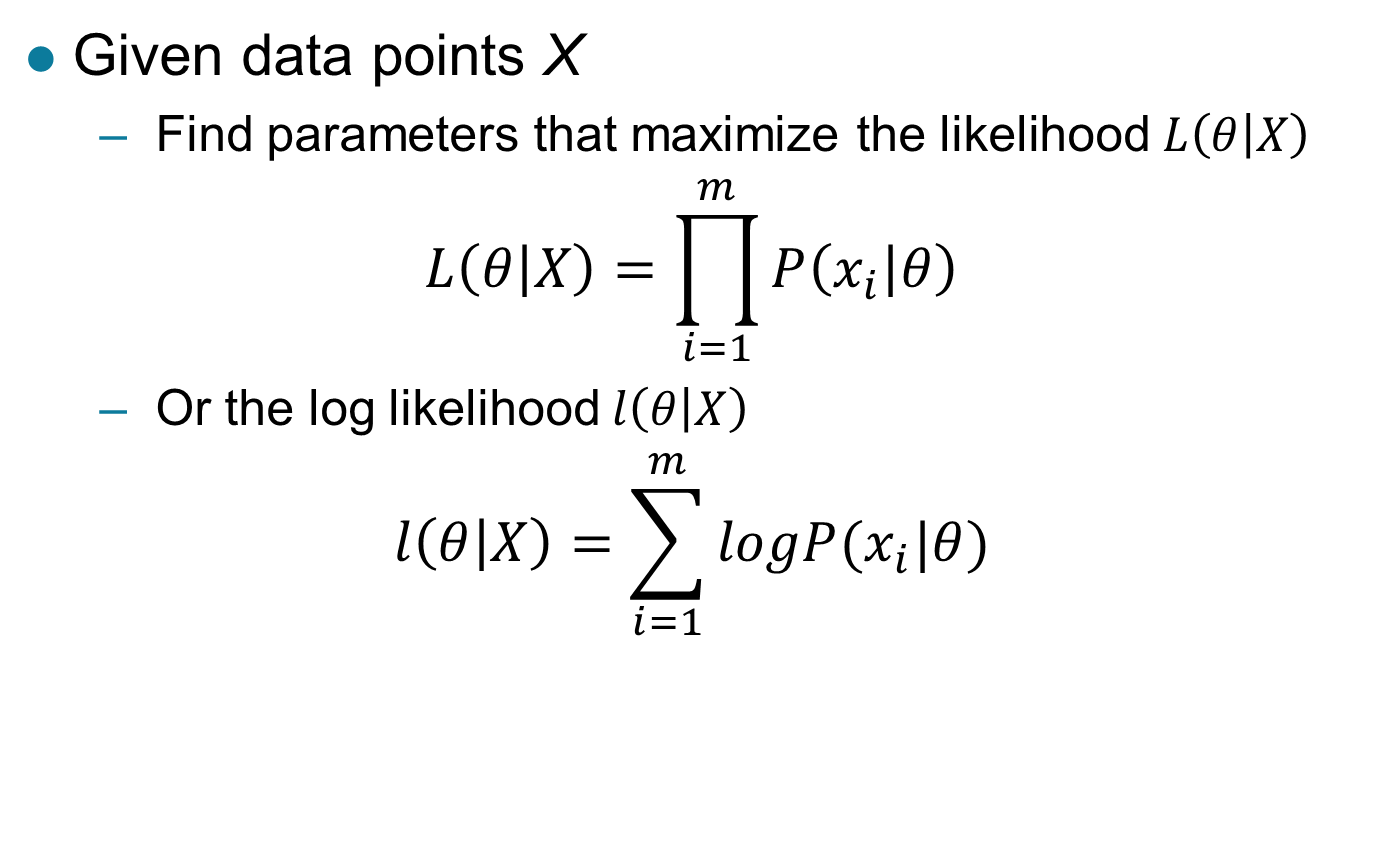 ● Given data points X
– Find parameters that maximize the likelihood L(θ|X)
L(θ|X) = ∏_{i=1}^{m} P(x_i|θ)
– Or the log likelihood l(θ|X)
l(θ|X) = ∑_{i=1}^{m} logP(x_i|θ)